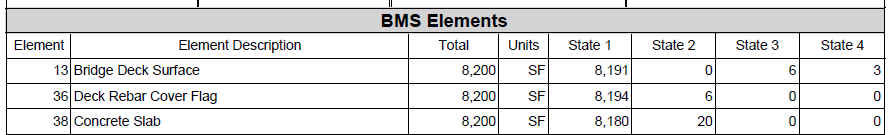 BMS Elements
Element Element Description Total Units State 1 State 2 State 3 State 4
13 Bridge Deck Surface 8,200 SF 8,191 0 6 3
36 Deck Rebar Cover Flag 8,200 SF 8,194 6 0 0
38 Concrete Slab 8,200 SF 8,180 20 0 0